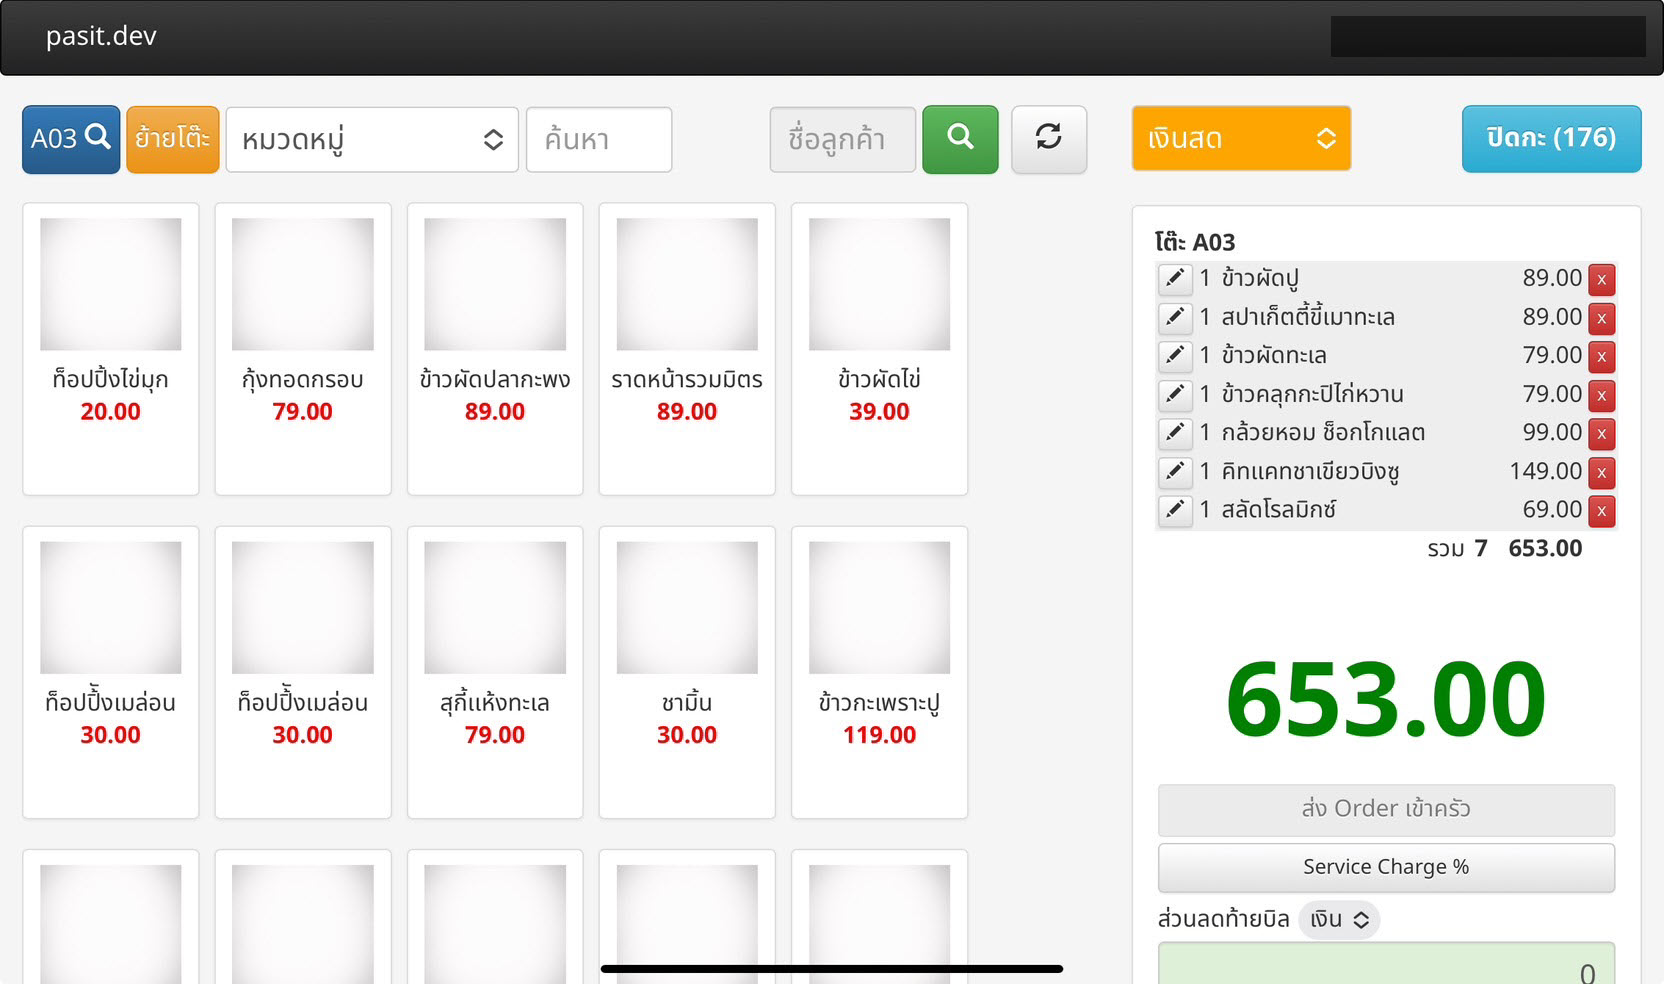 pasit.dev
A03 ย้ายโต๊ะ หมวดหมู่ ค้นหา ชื่อลูกค้า เงินสด ปิดกะ (176)
ท็อปปิ้งไข่มุก
20.00
กุ้งทอดกรอบ
79.00
ข้าวผัดปลากะพง
89.00
ราดหน้ารวมมิตร
89.00
ข้าวผัดไข่
39.00
ท็อปปิ้งเมล่อน
30.00
ท็อปปิ้งเมล่อน
30.00
สุกี้แห้งทะเล
79.00
ชามิ้น
30.00
ข้าวกะเพราะปู
119.00
โต๊ะ A03
1 ข้าวผัดปู 89.00 x
1 สปาเก็ตตี้ขี้เมาทะเล 89.00 x
1 ข้าวผัดทะเล 79.00 x
1 ข้าวคลุกกะปิไก่หวาน 79.00 x
1 กล้วยหอม ช็อกโกแลต 99.00 x
1 คิทแคทชาเขียวบิงซู 149.00 x
1 สลัดโรลมิกซ์ 69.00 x
รวม 7 653.00
653.00
ส่ง Order เข้าครัว
Service Charge %
ส่วนลดท้ายบิล เงิน
0